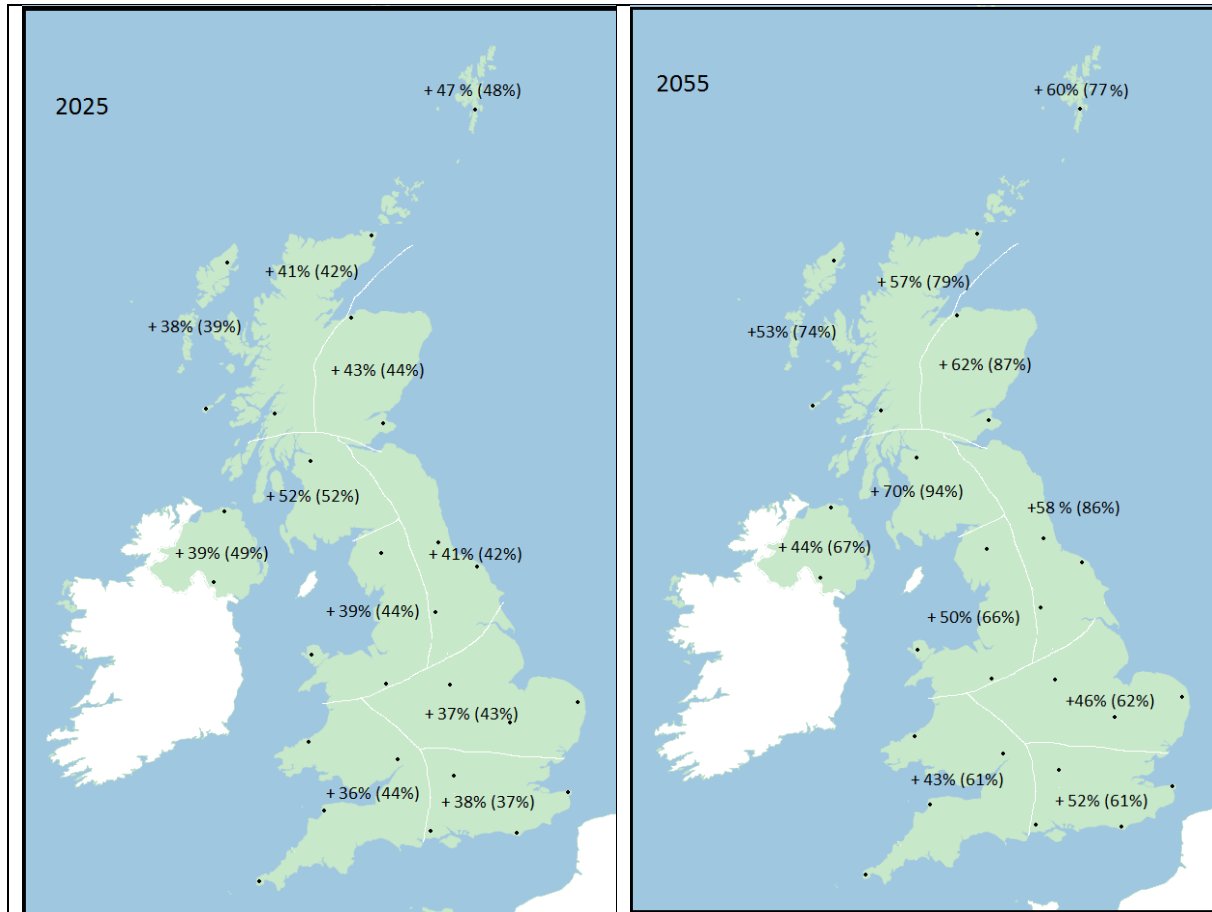 2025
+ 47 % (48%)
+ 41% (42%)
+ 38% (39%)
+ 43% (44%)
+ 52% (52%)
+ 39% (49%)
+ 41% (42%)
+ 39% (44%)
+ 37% (43%)
+ 36% (44%)
+ 38% (37%)
2055
+ 60% (77%)
+ 57% (79%)
+53% (74%)
+ 62% (87%)
+ 70% (94%)
+58 % (86%)
+ 44% (67%)
+ 50% (66%)
+46% (62%)
+ 43% (61%)
+ 52% (61%)